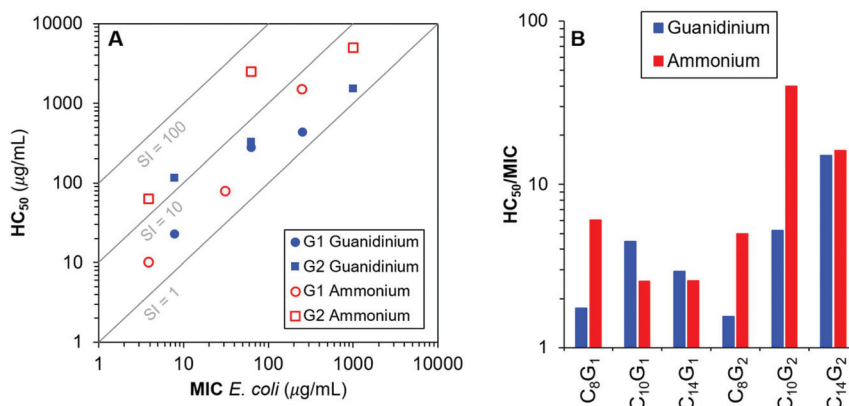 A
10000
1000
100
10
1
HC50 (μg/mL)
SI = 100
SI = 10
SI = 1
G1 Guanidinium
G2 Guanidinium
G1 Ammonium
G2 Ammonium
1
10
100
1000
10000
MIC E. coli (μg/mL)
B
Guanidinium
Ammonium
100
10
1
HC50/MIC
C8G1
C10G1
C14G1
C8G2
C10G2
C14G2